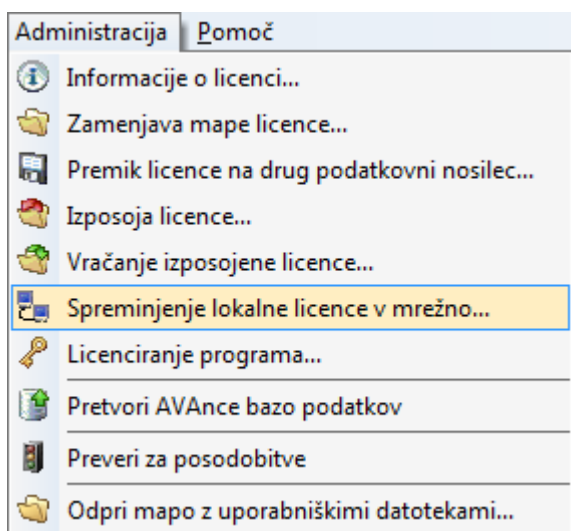 Administracija Pomoč
Informacije o licenci...
Zamenjava mape licence...
Premik licence na drug podatkovni nosilec...
Izposoja licence...
Vračanje izposojene licence...
Spreminjenje lokalne licence v mrežno...
Licenciranje programa...
Pretvori AVAnce bazo podatkov
Preveri za posodobitve
Odpri mapo z uporabniškimi datotekami...